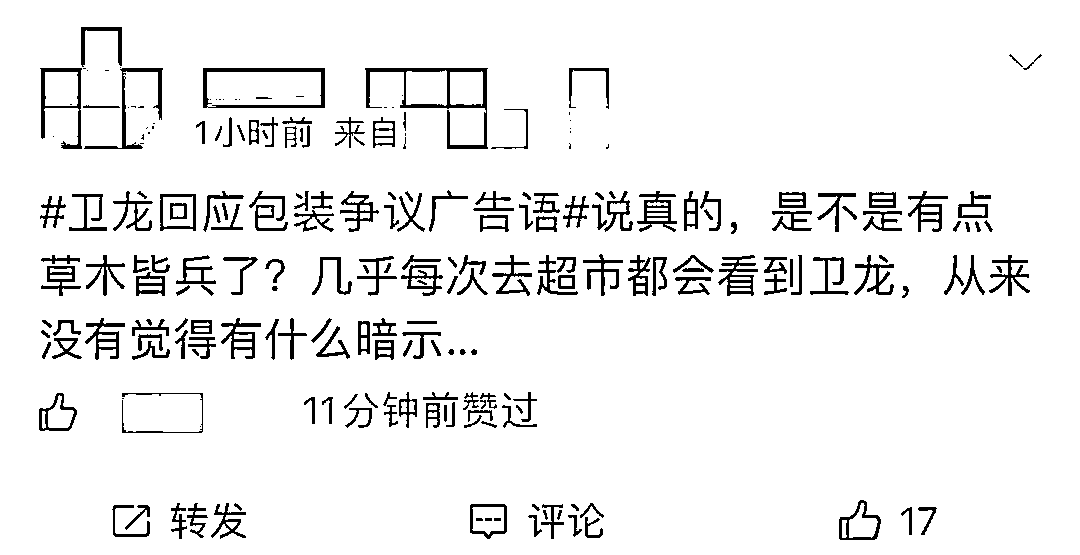 1小时前 来自
#卫龙回应包装争议广告语#说真的，是不是有点
草木皆兵了？几乎每次去超市都会看到卫龙，从来
没有觉得有什么暗示...
11分钟前赞过
转发 评论 17